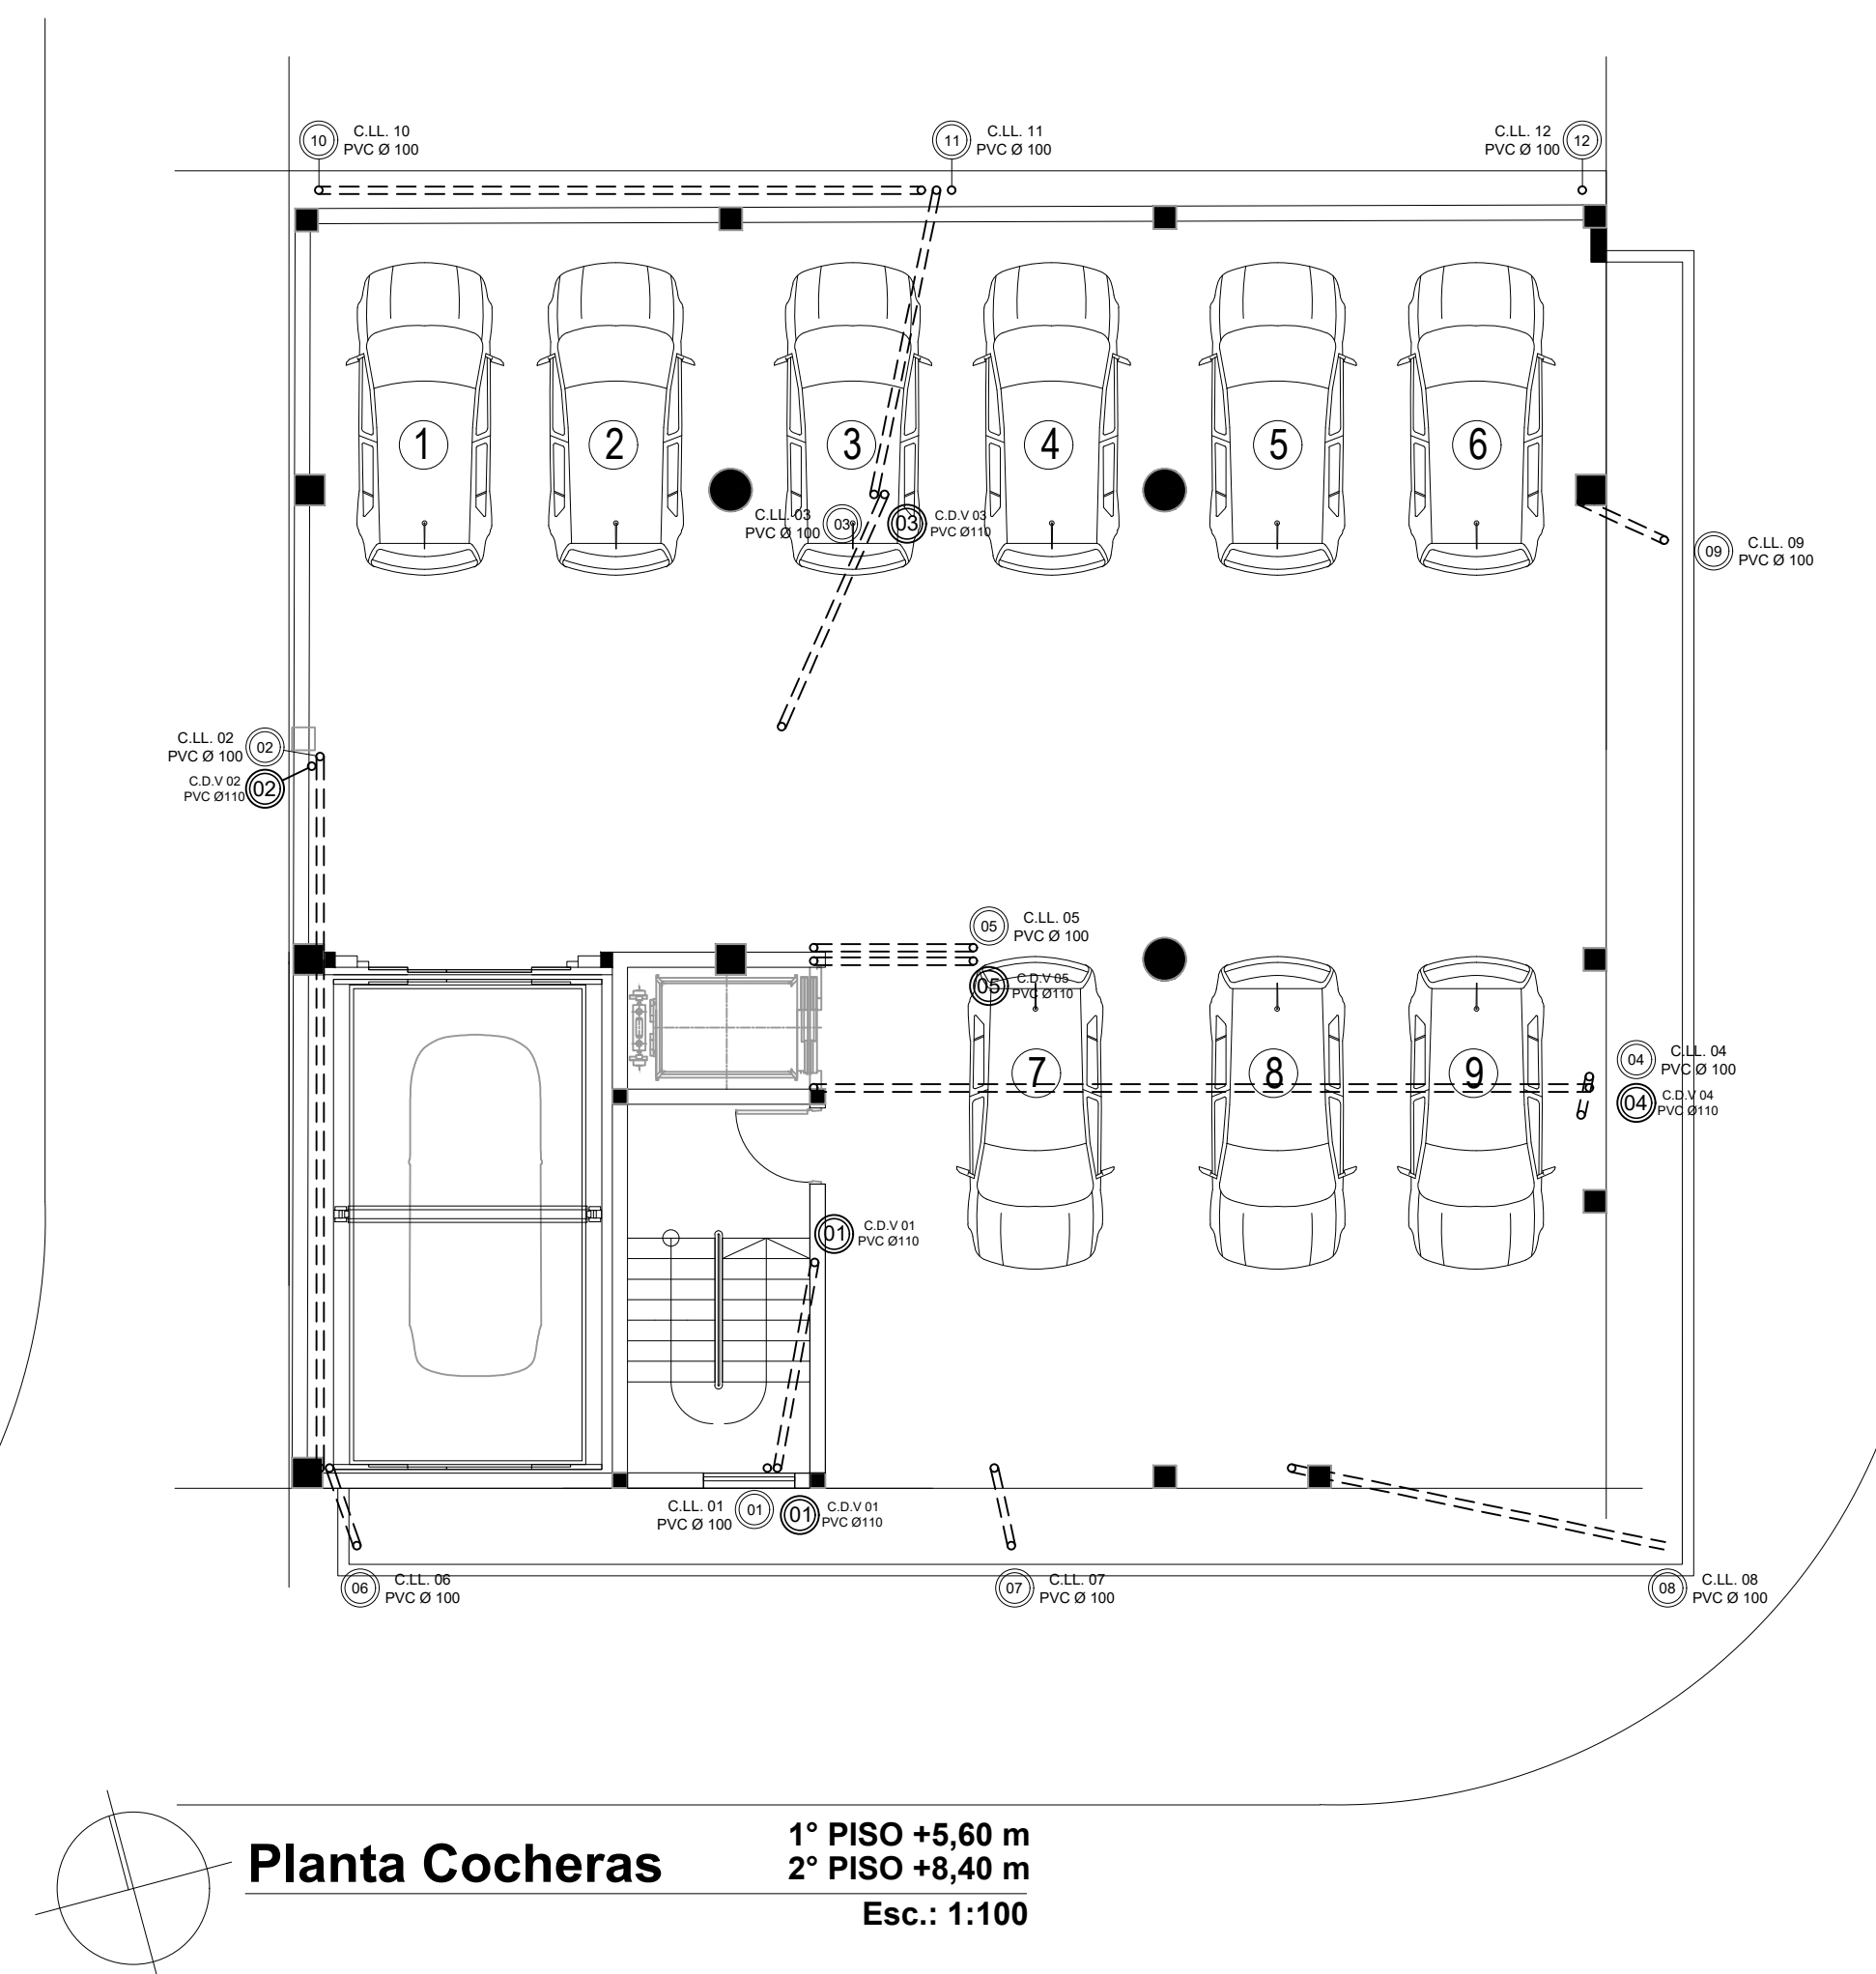 10
C.LL. 10
PVC Ø 100
11
C.LL. 11
PVC Ø 100
C.LL. 12
PVC Ø 100
12
1
2
3
4
5
6
C.LL. 03
PVC Ø 100
03
03
C.D.V 03
PVC Ø110
09
C.LL. 09
PVC Ø 100
C.LL. 02
PVC Ø 100
02
C.D.V 02
PVC Ø110
02
05
C.LL. 05
PVC Ø 100
05
C.D.V 05
PVC Ø110
7
8
9
04
C.LL. 04
PVC Ø 100
04
C.D.V 04
PVC Ø110
01
C.D.V 01
PVC Ø110
C.LL. 01
PVC Ø 100
01
01
C.D.V 01
PVC Ø110
06
C.LL. 06
PVC Ø 100
07
C.LL. 07
PVC Ø 100
08
C.LL. 08
PVC Ø 100
Planta Cocheras
1° PISO +5,60 m
2° PISO +8,40 m
Esc.: 1:100